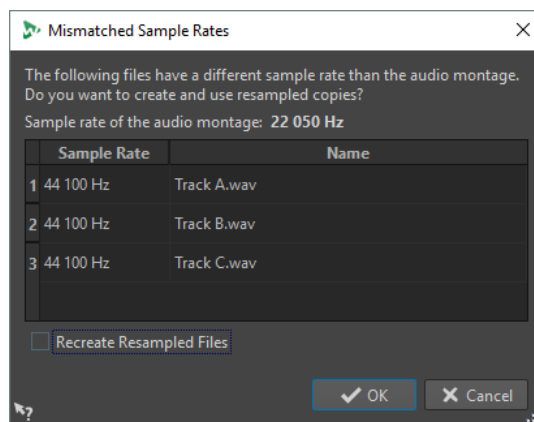 Mismatched Sample Rates
The following files have a different sample rate than the audio montage.
Do you want to create and use resampled copies?
Sample rate of the audio montage: 22 050 Hz
Sample Rate Name
1 44 100 Hz Track A.wav
2 44 100 Hz Track B.wav
3 44 100 Hz Track C.wav
Recreate Resampled Files
OK Cancel
?